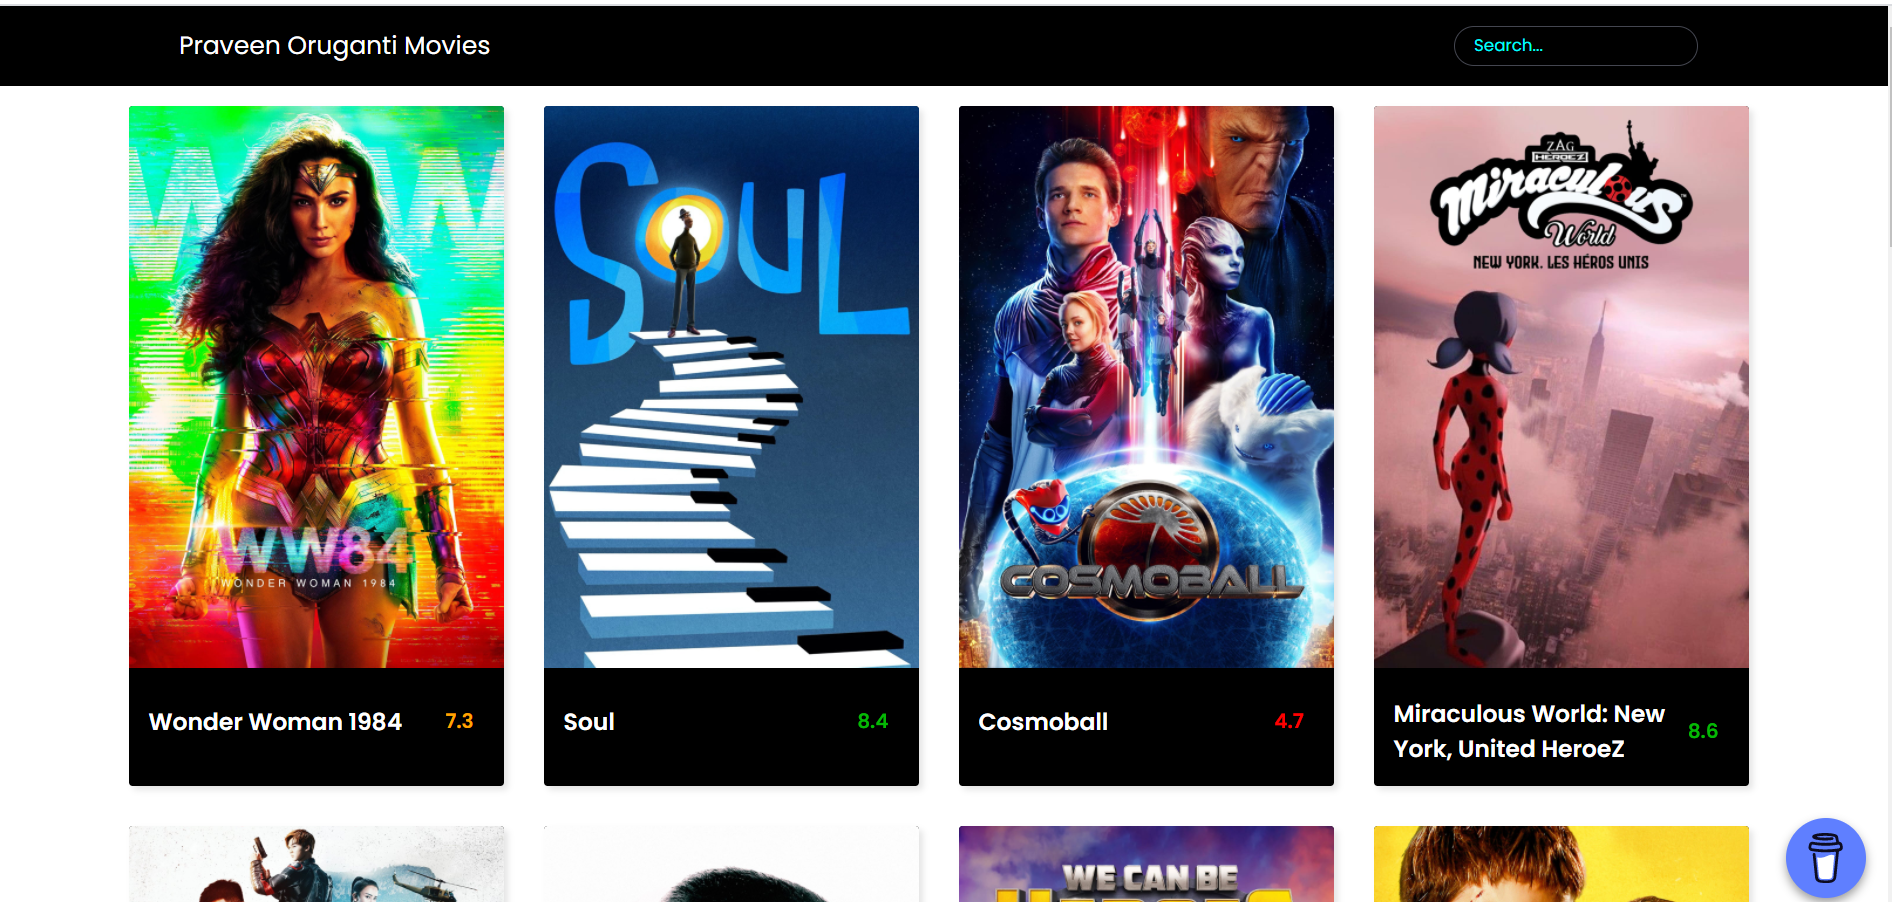 Praveen Oruganti Movies
Search...
WW84
WONDER WOMAN 1984
SOUL
COSMOBALL
ZAG
HEROEZ
Miraculous™
World
NEW YORK. LES HÉROS UNIS
Wonder Woman 1984 7.3
Soul 8.4
Cosmoball 4.7
Miraculous World: New
York, United HeroeZ 8.6
WE CAN BE
HEROES